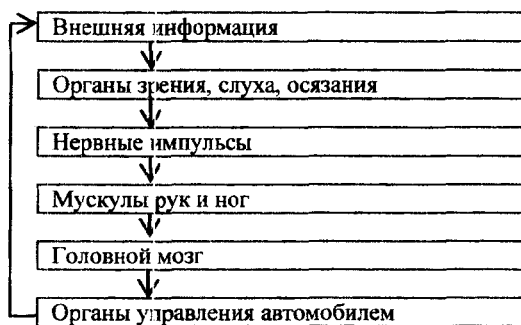 Внешняя информация
Органы зрения, слуха, осязания
Нервные импульсы
Мускулы рук и ног
Головной мозг
Органы управления автомобилем